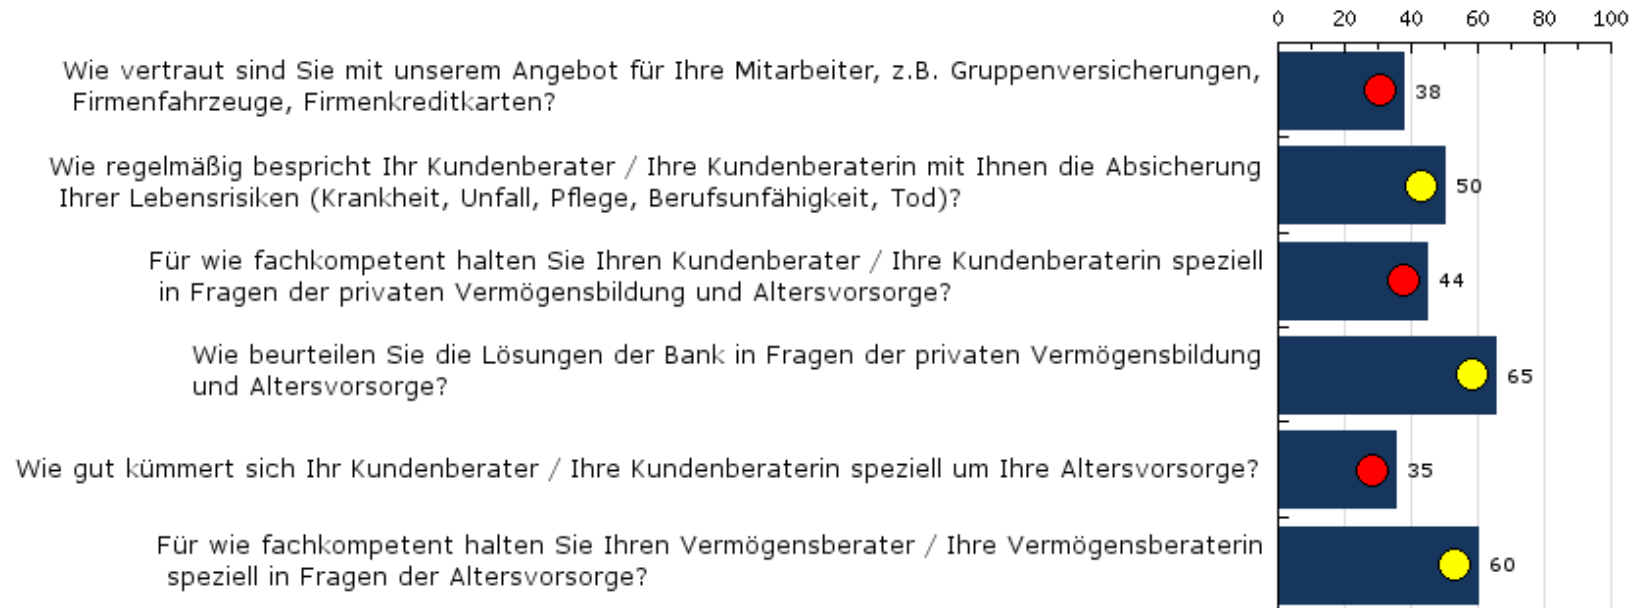 0 20 40 60 80 100
Wie vertraut sind Sie mit unserem Angebot für Ihre Mitarbeiter, z.B. Gruppenversicherungen,
Firmenfahrzeuge, Firmenkreditkarten?
38
Wie regelmäßig bespricht Ihr Kundenberater / Ihre Kundenberaterin mit Ihnen die Absicherung
Ihrer Lebensrisiken (Krankheit, Unfall, Pflege, Berufsunfähigkeit, Tod)?
50
Für wie fachkompetent halten Sie Ihren Kundenberater / Ihre Kundenberaterin speziell
in Fragen der privaten Vermögensbildung und Altersvorsorge?
44
Wie beurteilen Sie die Lösungen der Bank in Fragen der privaten Vermögensbildung
und Altersvorsorge?
65
Wie gut kümmert sich Ihr Kundenberater / Ihre Kundenberaterin speziell um Ihre Altersvorsorge?
35
Für wie fachkompetent halten Sie Ihren Vermögensberater / Ihre Vermögensberaterin
speziell in Fragen der Altersvorsorge?
60